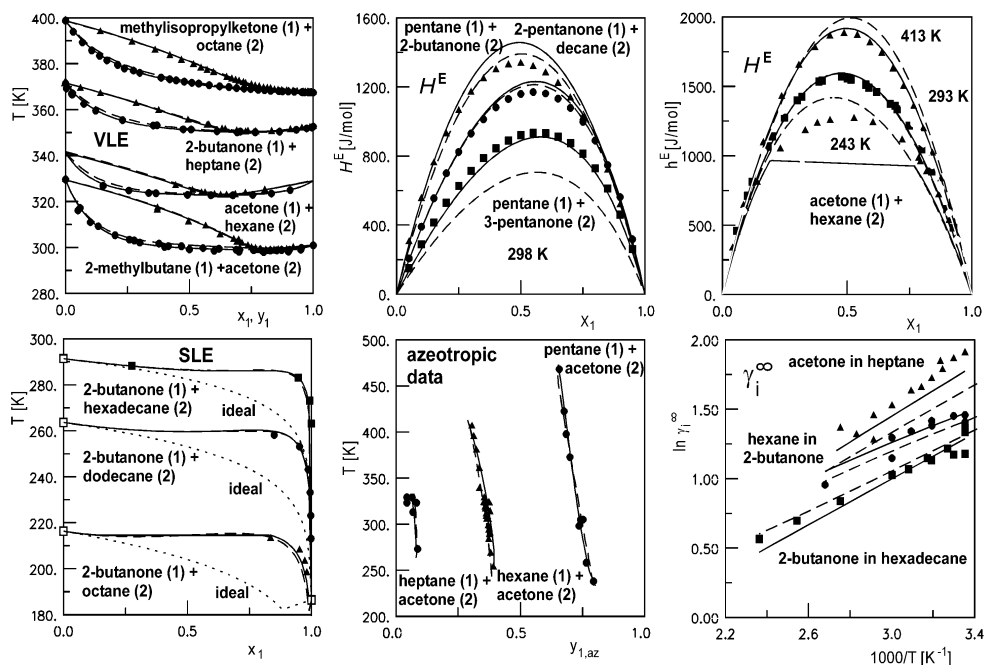 400.
380.
360.
340.
320.
300.
280.
T [K]
methylisopropylketone (1) +
octane (2)
VLE
2-butanone (1) +
heptane (2)
acetone (1)
+
hexane (2)
2-methylbutane (1) +acetone (2)
0.0
0.5
1.0
x1, y1
1600.
1200.
800.
400.
0.
H^E [J/mol]
pentane (1) +
2-butanone (2)
2-pentanone (1) +
decane (2)
H^E
pentane (1) +
3-pentanone (2)
298 K
0.0
0.5
1.0
X1
2000.
1500.
1000.
500.
0.
h^E [J/mol]
H^E
413 K
293 K
243 K
acetone (1) +
hexane (2)
0.0
0.5
1.0
X1
300.
280.
260.
240.
220.
200.
180.
T [K]
SLE
2-butanone (1) +
hexadecane (2)
ideal
2-butanone (1) +
dodecane (2)
ideal
2-butanone (1) +
octane (2)
ideal
0.0
0.5
1.0
x1
500.
450.
400.
350.
300.
250.
200.
T [K]
azeotropic
data
pentane (1) +
acetone (2)
heptane (1) +
acetone (2)
hexane (1) +
acetone (2)
0.0
0.5
1.0
y1,az
2.00
1.50
1.00
0.50
0.00
ln γi∞
γi∞
acetone in heptane
hexane in
2-butanone
2-butanone in hexadecane
2.2
2.6
3.0
3.4
1000/T [K-1]